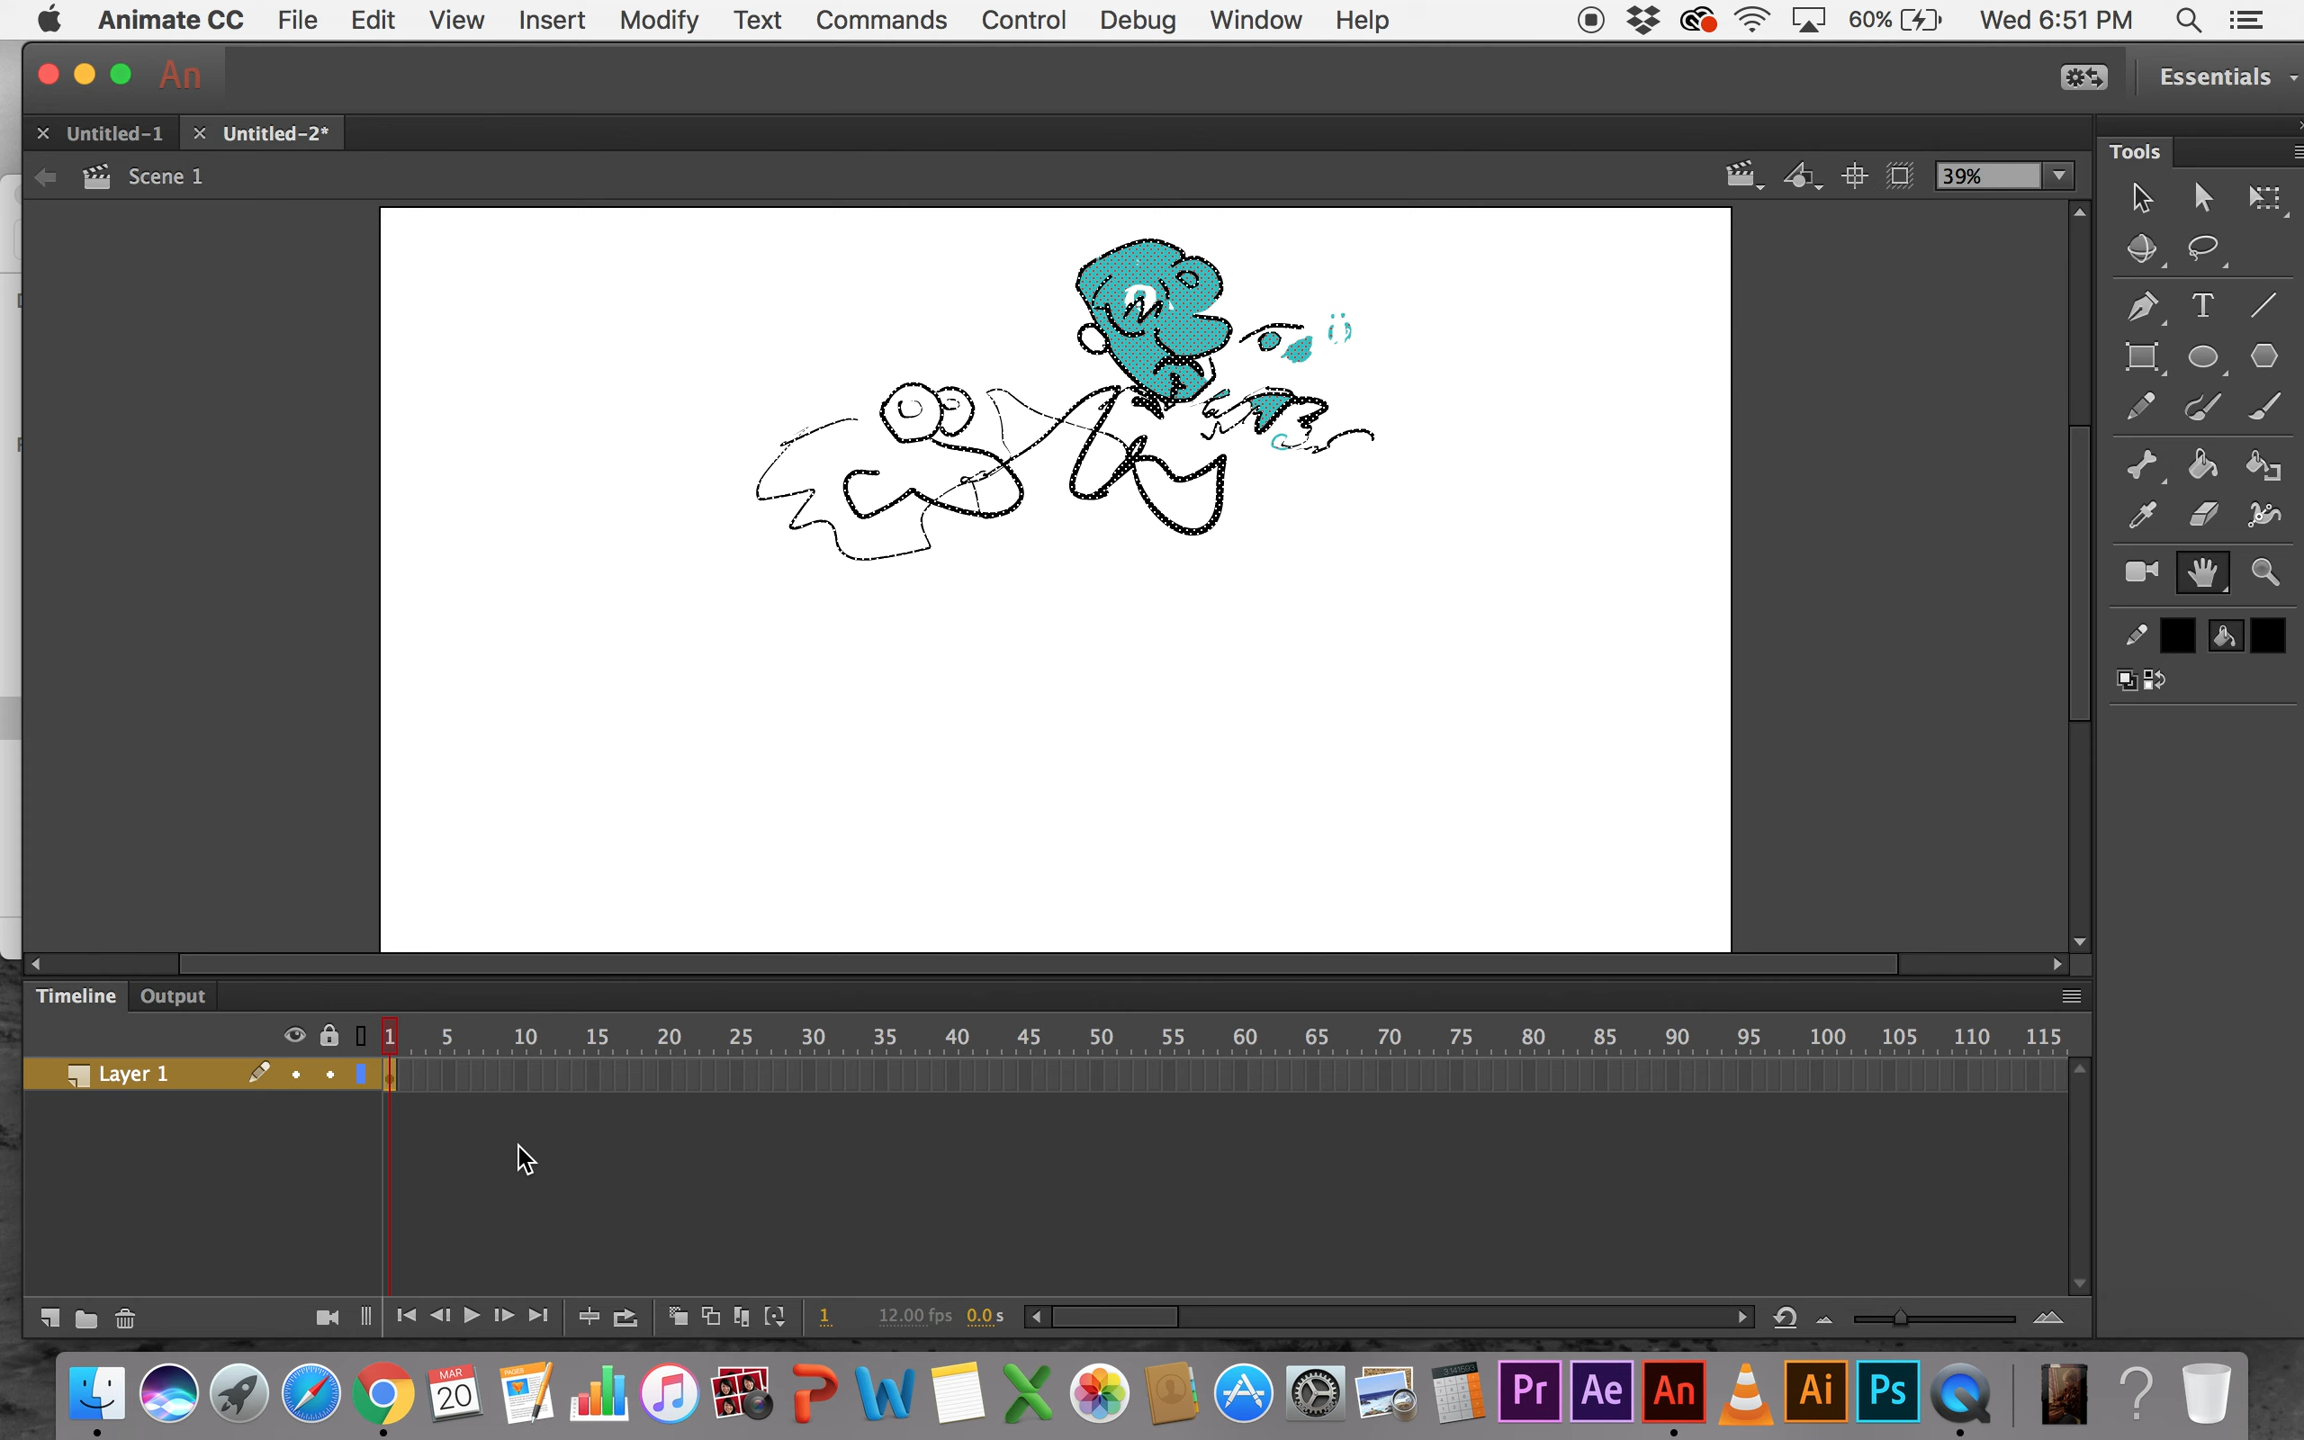 Animate CC File Edit View Insert Modify Text Commands Control Debug Window Help 60% Wed 6:51 PM
An Essentials
Untitled-1 Untitled-2*
Scene 1 39%
Tools
T
Timeline Output
1 5 10 15 20 25 30 35 40 45 50 55 60 65 70 75 80 85 90 95 100 105 110 115
Layer 1
1 12.00 fps 0.0 s
MAR
20
PAGES
3.141593
Pr Ae An Ai Ps